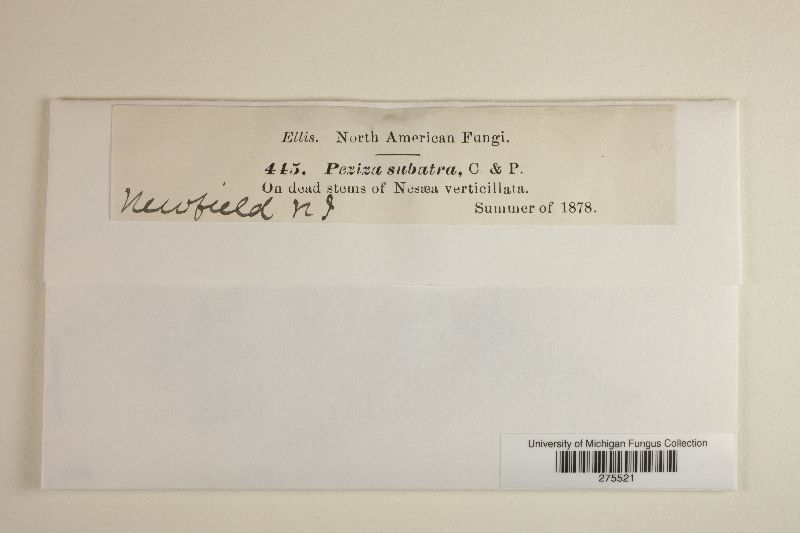 Ellis. North American Fungi.
445. Peziza subatra, C. & P.
On dead stems of Nesæa verticillata.
Newfield NJ
Summer of 1878.
University of Michigan Fungus Collection
275521